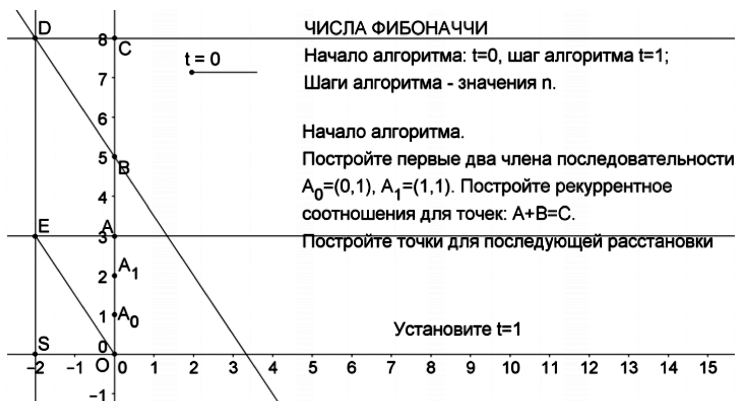 ЧИСЛА ФИБОНАЧЧИ
Начало алгоритма: t=0, шаг алгоритма t=1;
Шаги алгоритма - значения n.
Начало алгоритма.
Постройте первые два члена последовательности
A₀=(0,1), A₁=(1,1). Постройте рекуррентное
соотношения для точек: A+B=C.
Постройте точки для последующей расстановки
Установите t=1
t = 0
D
8
C
7
6
5
B
4
E
3
A
2
A₁
1
A₀
S
0
O
−2 −1 0 1 2 3 4 5 6 7 8 9 10 11 12 13 14 15
−1